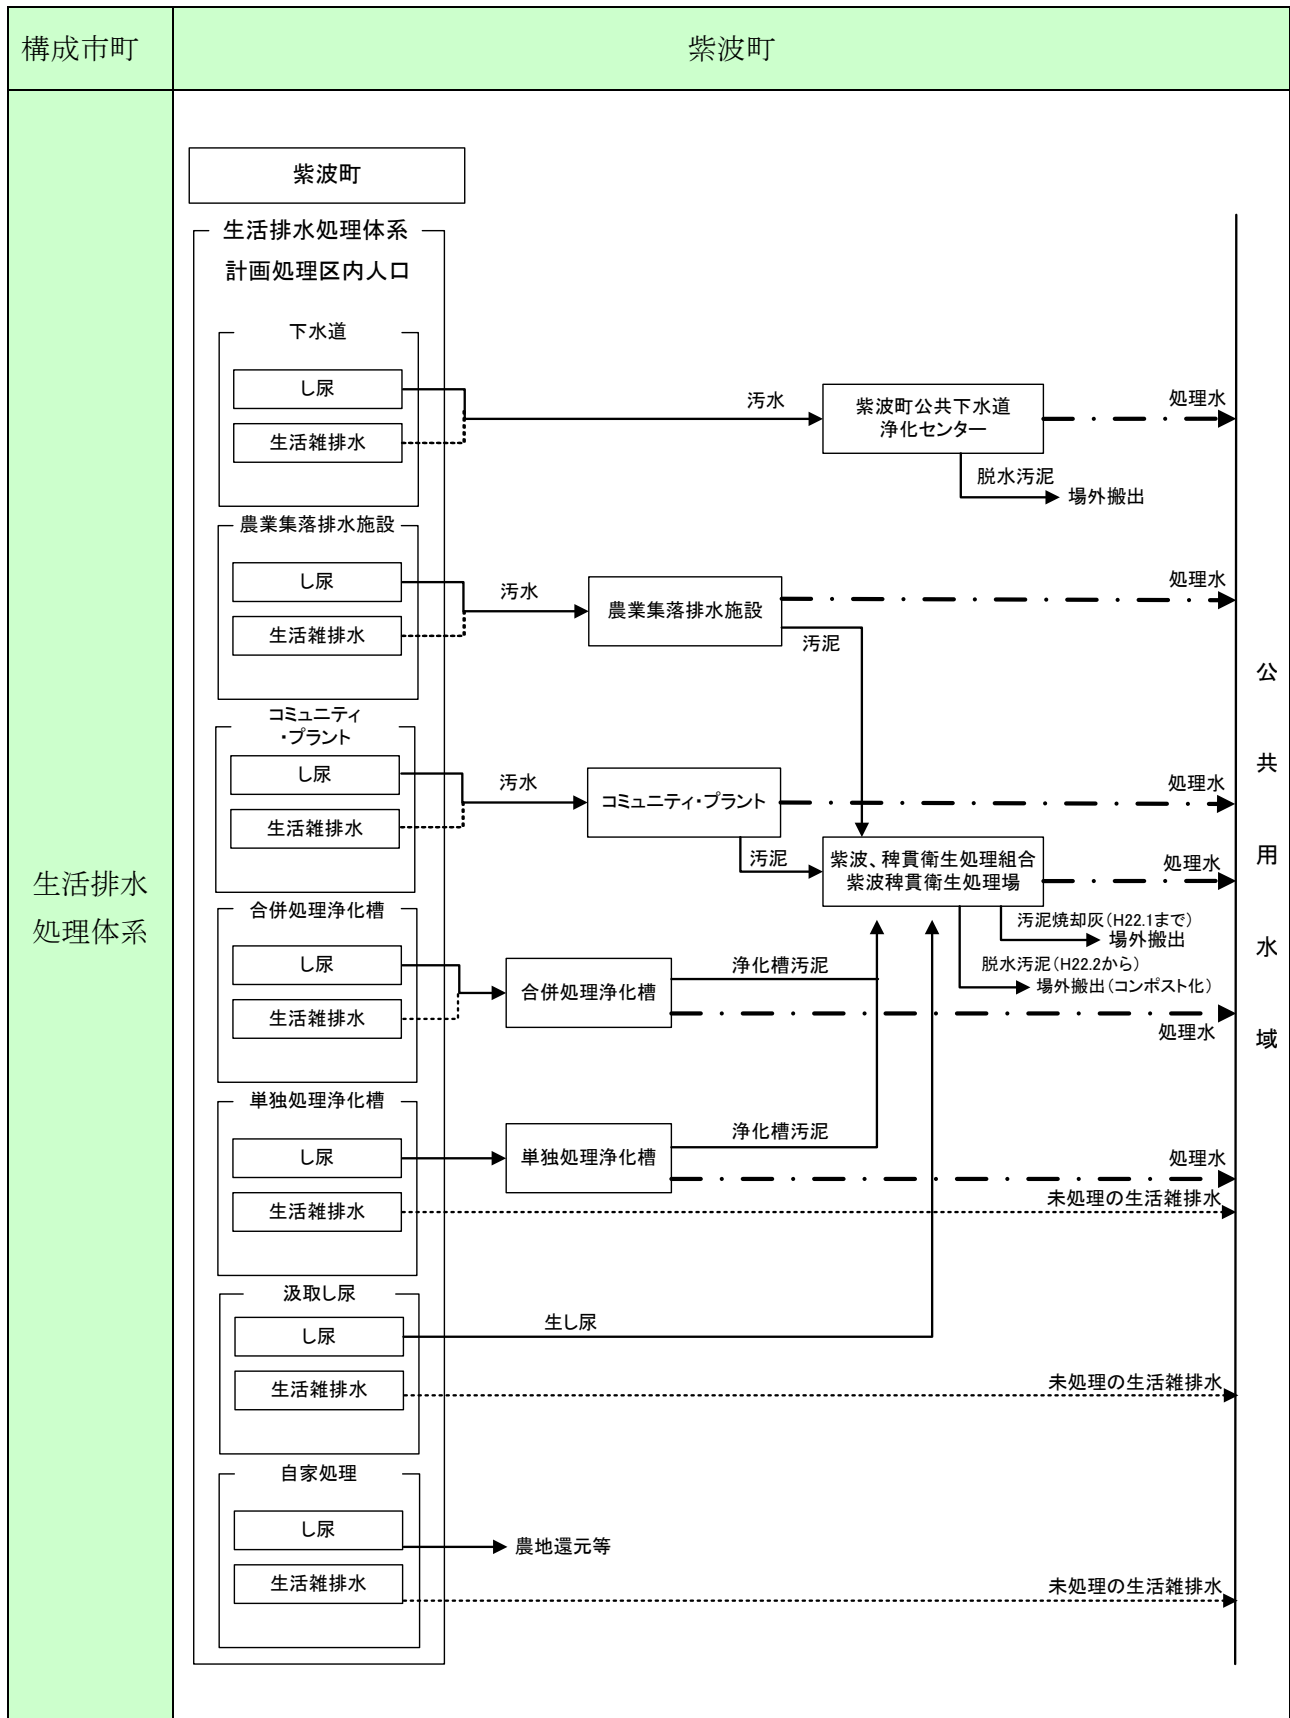 構成市町
紫波町
生活排水
処理体系
紫波町
生活排水処理体系
計画処理区内人口
下水道
し尿
生活雑排水
汚水
紫波町公共下水道
浄化センター
処理水
脱水汚泥
場外搬出
農業集落排水施設
し尿
生活雑排水
汚水
農業集落排水施設
処理水
汚泥
コミュニティ
・プラント
し尿
生活雑排水
汚水
コミュニティ・プラント
処理水
汚泥
紫波、稗貫衛生処理組合
紫波稗貫衛生処理場
処理水
汚泥焼却灰(H22.1まで)
場外搬出
脱水汚泥(H22.2から)
場外搬出(コンポスト化)
合併処理浄化槽
し尿
生活雑排水
合併処理浄化槽
浄化槽汚泥
処理水
単独処理浄化槽
し尿
生活雑排水
単独処理浄化槽
浄化槽汚泥
処理水
未処理の生活雑排水
汲取し尿
し尿
生活雑排水
生し尿
未処理の生活雑排水
自家処理
し尿
生活雑排水
農地還元等
未処理の生活雑排水
公共用水域